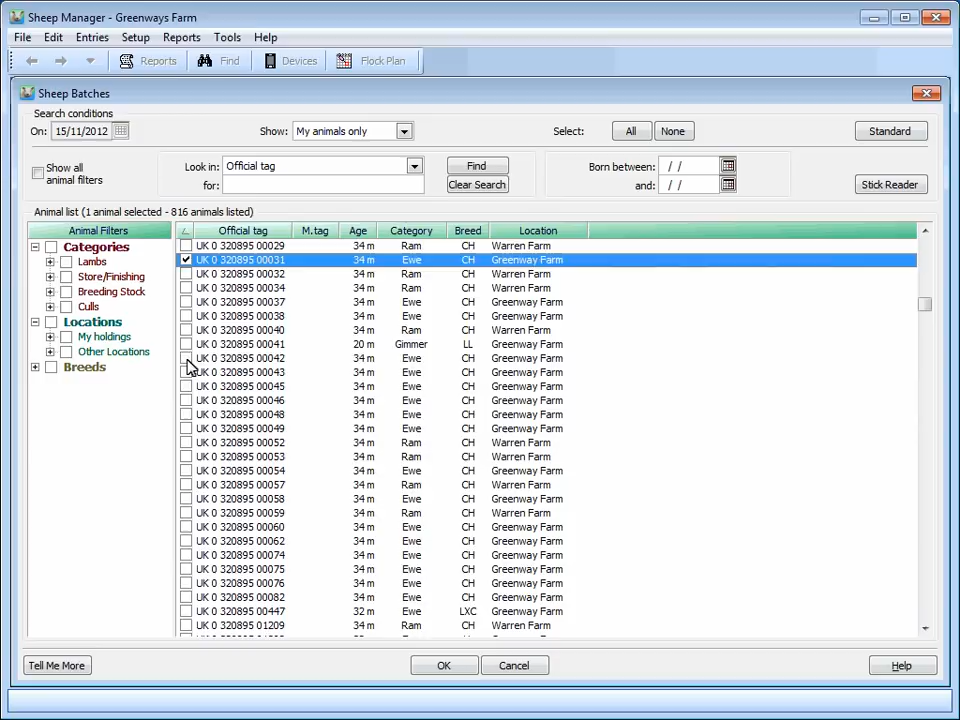 Sheep Manager - Greenways Farm
File Edit Entries Setup Reports Tools Help
Reports Find Devices Flock Plan
Sheep Batches
Search conditions
On: 15/11/2012 Show: My animals only Select: All None Standard
Show all animal filters Look in: Official tag Find Born between: / /
for: Clear Search and: / / Stick Reader
Animal list (1 animal selected - 816 animals listed)
Animal Filters Official tag M.tag Age Category Breed Location
Categories
Lambs
Store/Finishing
Breeding Stock
Culls
Locations
My holdings
Other Locations
Breeds
UK 0 320895 00029 34 m Ram CH Warren Farm
UK 0 320895 00031 34 m Ewe CH Greenway Farm
UK 0 320895 00032 34 m Ram CH Warren Farm
UK 0 320895 00034 34 m Ram CH Warren Farm
UK 0 320895 00037 34 m Ewe CH Greenway Farm
UK 0 320895 00038 34 m Ewe CH Greenway Farm
UK 0 320895 00040 34 m Ram CH Warren Farm
UK 0 320895 00041 20 m Gimmer LL Greenway Farm
UK 0 320895 00042 34 m Ewe CH Greenway Farm
UK 0 320895 00043 34 m Ewe CH Greenway Farm
UK 0 320895 00045 34 m Ewe CH Greenway Farm
UK 0 320895 00046 34 m Ewe CH Greenway Farm
UK 0 320895 00048 34 m Ewe CH Greenway Farm
UK 0 320895 00049 34 m Ewe CH Greenway Farm
UK 0 320895 00052 34 m Ram CH Warren Farm
UK 0 320895 00053 34 m Ram CH Warren Farm
UK 0 320895 00054 34 m Ewe CH Greenway Farm
UK 0 320895 00057 34 m Ram CH Warren Farm
UK 0 320895 00058 34 m Ewe CH Greenway Farm
UK 0 320895 00059 34 m Ram CH Warren Farm
UK 0 320895 00060 34 m Ewe CH Greenway Farm
UK 0 320895 00062 34 m Ewe CH Greenway Farm
UK 0 320895 00074 34 m Ewe CH Greenway Farm
UK 0 320895 00075 34 m Ewe CH Greenway Farm
UK 0 320895 00076 34 m Ewe CH Greenway Farm
UK 0 320895 00082 34 m Ewe CH Greenway Farm
UK 0 320895 00447 32 m Ewe LXC Greenway Farm
UK 0 320895 01209 34 m Ram CH Warren Farm
Tell Me More OK Cancel Help